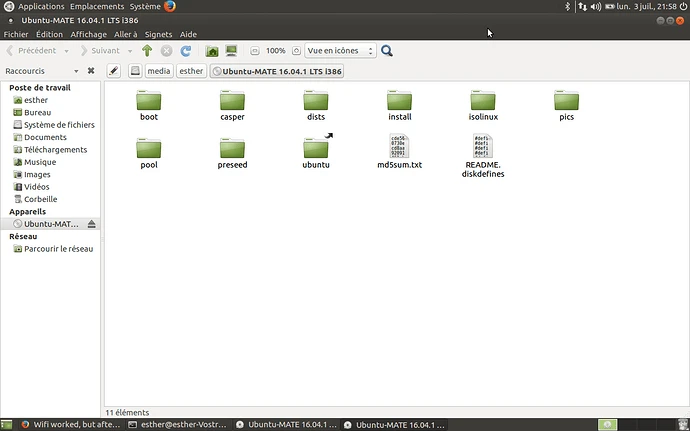 Applications Emplacements Système lun. 3 juil., 21:58
Ubuntu-MATE 16.04.1 LTS i386
Fichier Édition Affichage Aller à Signets Aide
Précédent Suivant 100% Vue en icônes
Raccourcis media esther Ubuntu-MATE 16.04.1 LTS i386
Poste de travail
esther
Bureau
Système de fichiers
Documents
Téléchargements
Musique
Images
Vidéos
Corbeille
Appareils
Ubuntu-MAT...
Réseau
Parcourir le réseau
boot casper dists install isolinux pics
pool preseed ubuntu md5sum.txt README.
diskdefines
11 éléments
Wifi worked, but afte... esther@esther-Vostr... Ubuntu-MATE 16.04.1 ... Ubuntu-MATE 16.04.1 ...